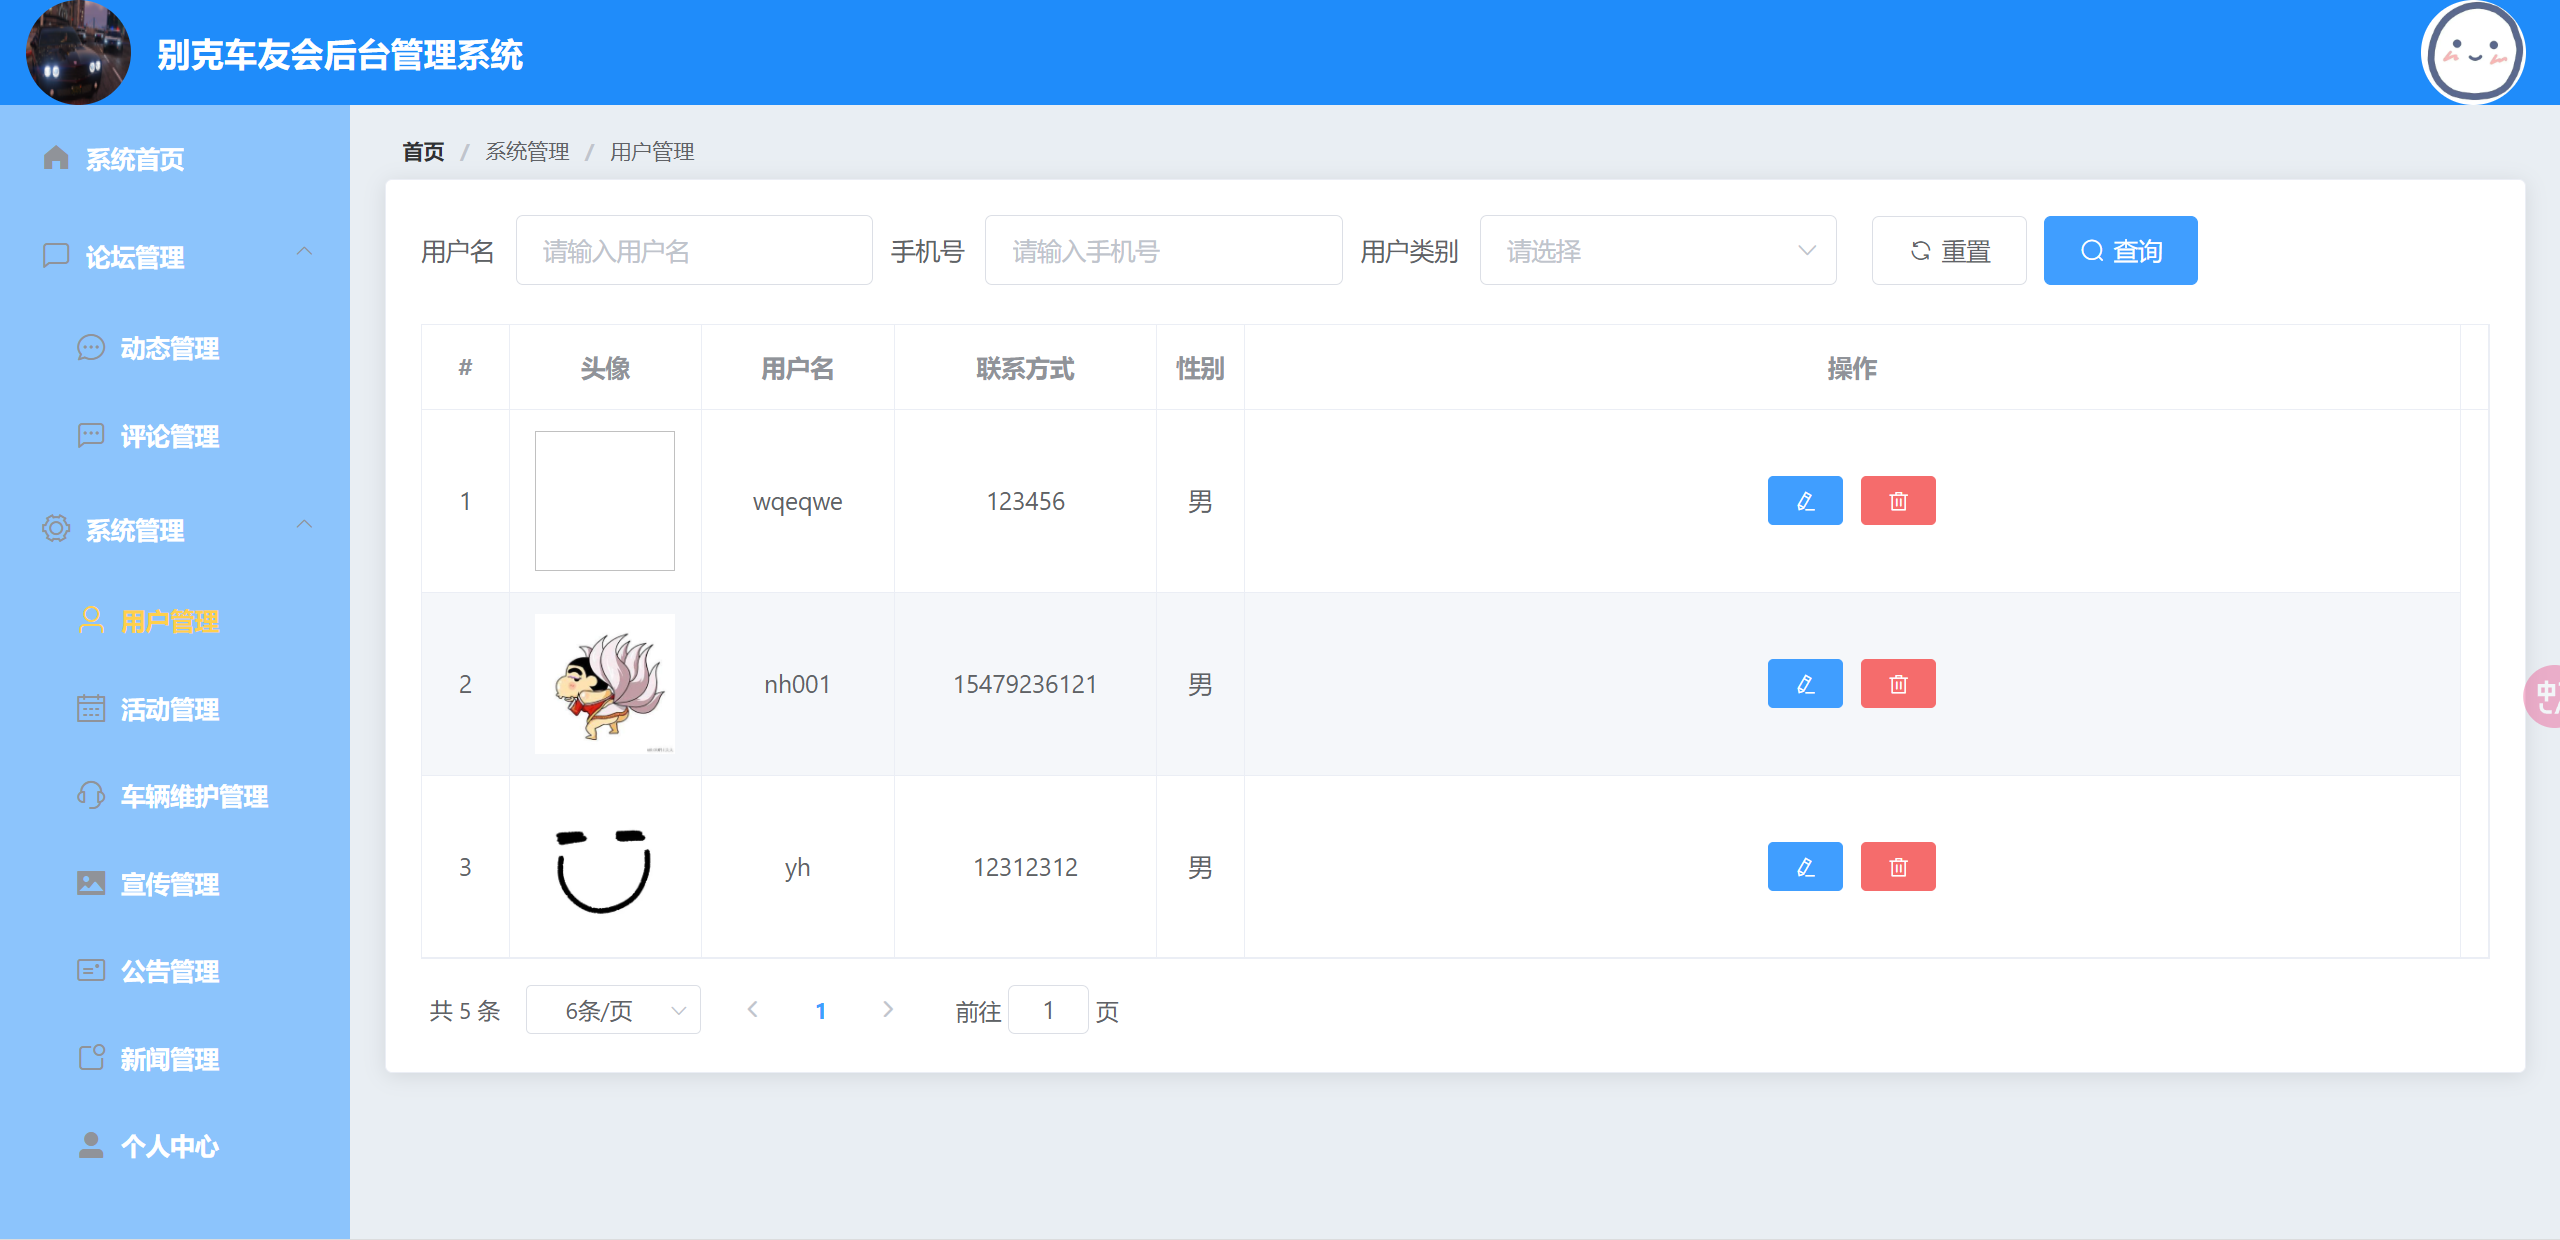 别克车友会后台管理系统
系统首页
论坛管理
动态管理
评论管理
系统管理
用户管理
活动管理
车辆维护管理
宣传管理
公告管理
新闻管理
个人中心
首页 / 系统管理 / 用户管理
用户名 请输入用户名 手机号 请输入手机号 用户类别 请选择 重置 查询
# 头像 用户名 联系方式 性别 操作
1 wqeqwe 123456 男
2 nh001 15479236121 男
3 yh 12312312 男
共 5 条 6条/页 1 前往 1 页